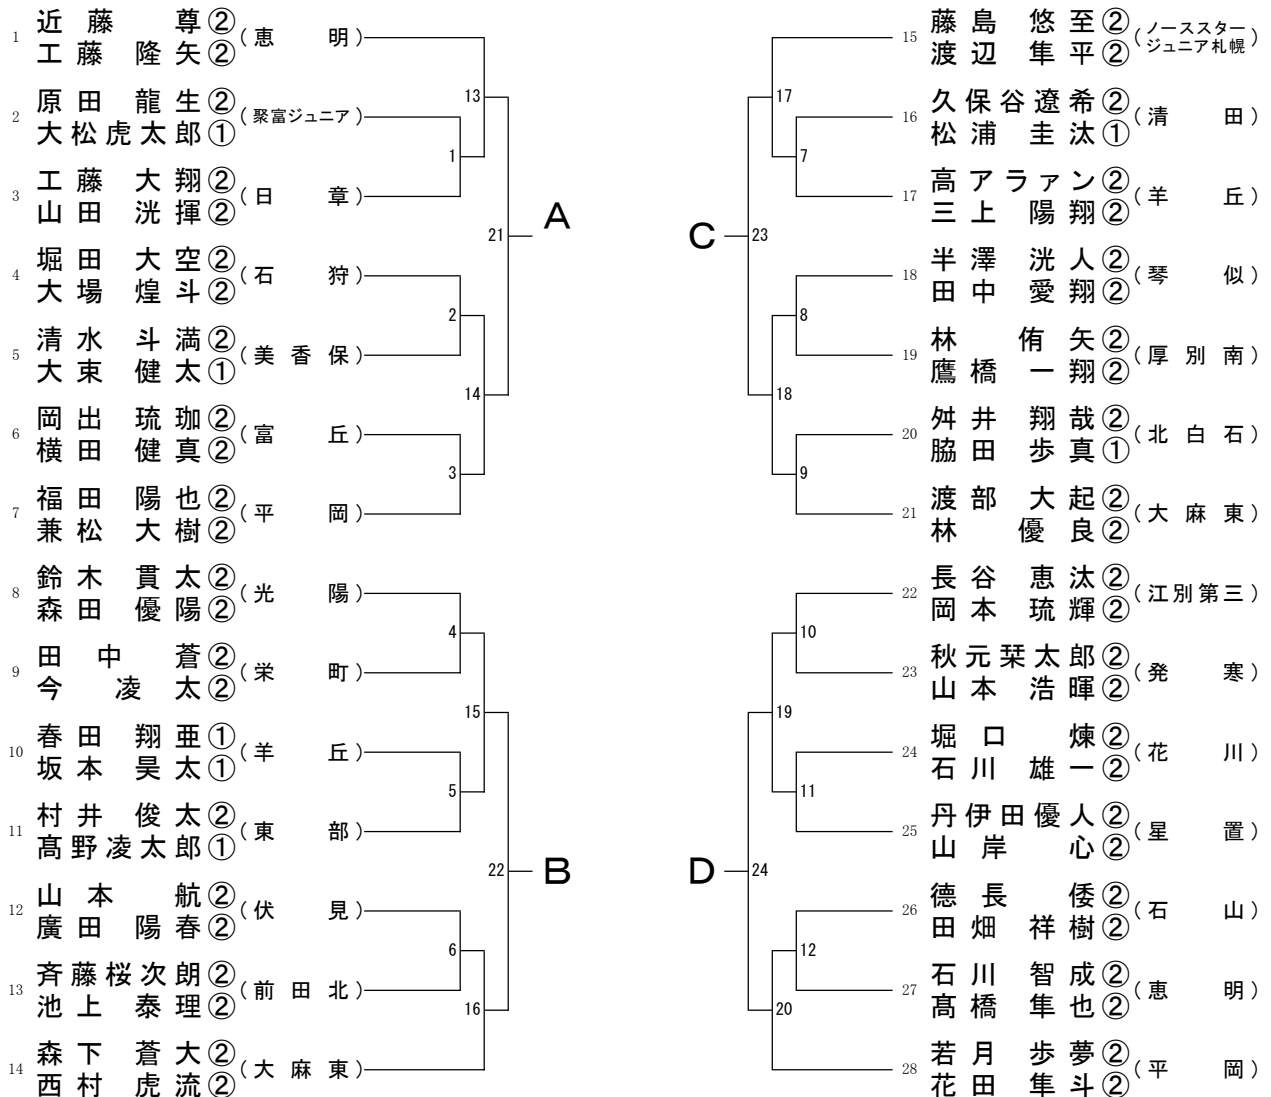 1 近藤 尊② (恵明)
工藤隆矢②
2 原田龍生② (聚富ジュニア)
大松虎太郎①
3 工藤大翔② (日章)
山田洸揮②
4 堀田大空② (石狩)
大場煌斗②
5 清水斗満② (美香保)
大束健太①
6 岡出琉珈② (富丘)
横田健真②
7 福田陽也② (平岡)
兼松大樹②
8 鈴木貫太② (光陽)
森田優陽②
9 田中 蒼② (栄町)
今 凌太②
10 春田翔亜① (羊丘)
坂本昊太①
11 村井俊太② (東部)
髙野凌太郎①
12 山本 航② (伏見)
廣田陽春②
13 斉藤桜次朗② (前田北)
池上泰理②
14 森下蒼大② (大麻東)
西村虎流②
13
1
21
A
2
14
3
4
15
5
22
B
6
16
15 藤島悠至② (ノーススタージュニア札幌)
渡辺隼平②
16 久保谷遼希② (清田)
松浦圭汰①
17 高アラァン② (羊丘)
三上陽翔②
18 半澤洸人② (琴似)
田中愛翔②
19 林 侑矢② (厚別南)
鷹橋一翔②
20 舛井翔哉② (北白石)
脇田歩真①
21 渡部大起② (大麻東)
林 優良②
22 長谷恵汰② (江別第三)
岡本琉輝②
23 秋元栞太郎② (発寒)
山本浩暉②
24 堀口 煉② (花川)
石川雄一②
25 丹伊田優人② (星置)
山岸 心②
26 德長 倭② (石山)
田畑祥樹②
27 石川智成② (恵明)
髙橋隼也②
28 若月歩夢② (平岡)
花田隼斗②
17
7
C
23
8
18
9
10
19
11
D
24
12
20